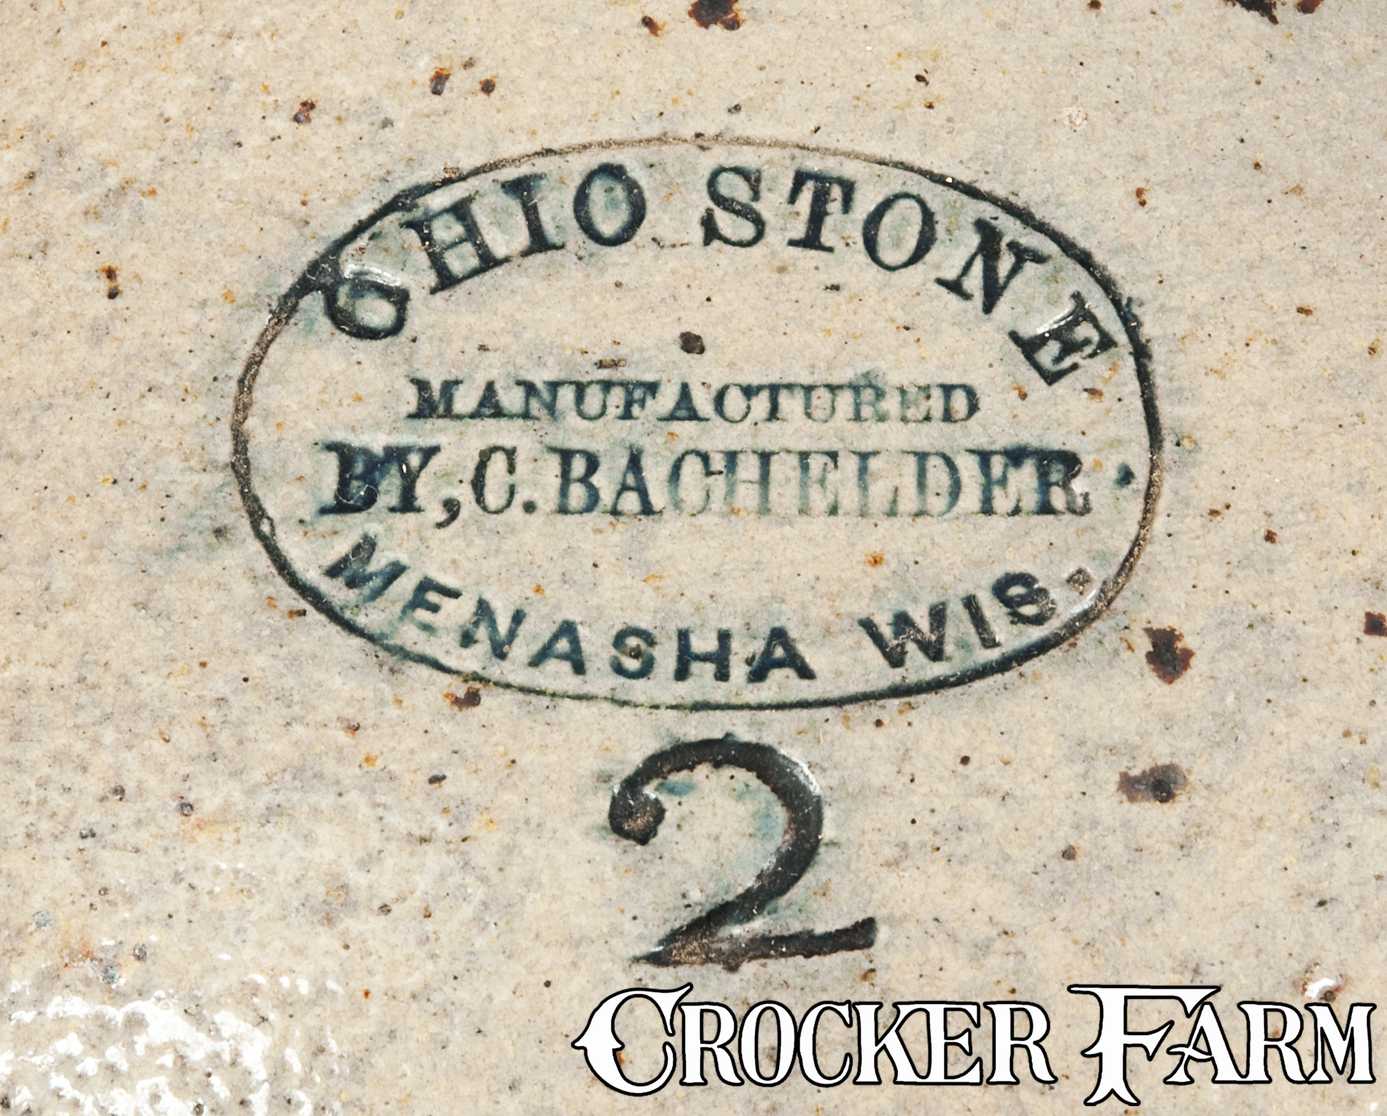 OHIO STONE
MANUFACTURED
BY, C. BACHELDER
MENASHA WIS.
2
CROCKER FARM